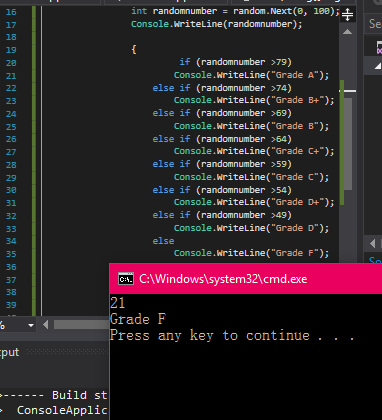 16 int randomnumber = random.Next(0, 100);
17 Console.WriteLine(randomnumber);
18
19 {
20 if (randomnumber >79)
21 Console.WriteLine("Grade A");
22 else if (randomnumber >74)
23 Console.WriteLine("Grade B+");
24 else if (randomnumber >69)
25 Console.WriteLine("Grade B");
26 else if (randomnumber >64)
27 Console.WriteLine("Grade C+");
28 else if (randomnumber >59)
29 Console.WriteLine("Grade C");
30 else if (randomnumber >54)
31 Console.WriteLine("Grade D+");
32 else if (randomnumber >49)
33 Console.WriteLine("Grade D");
34 else
35 Console.WriteLine("Grade F");
36
37
38
39
%
C:\Windows\system32\cmd.exe
21
Grade F
Press any key to continue . . .
put
>------ Build st
> ConsoleApplic
Sea
So